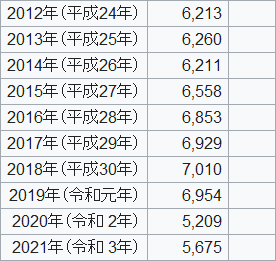 2012年(平成24年) 6,213
2013年(平成25年) 6,260
2014年(平成26年) 6,211
2015年(平成27年) 6,558
2016年(平成28年) 6,853
2017年(平成29年) 6,929
2018年(平成30年) 7,010
2019年(令和元年) 6,954
2020年(令和 2年) 5,209
2021年(令和 3年) 5,675